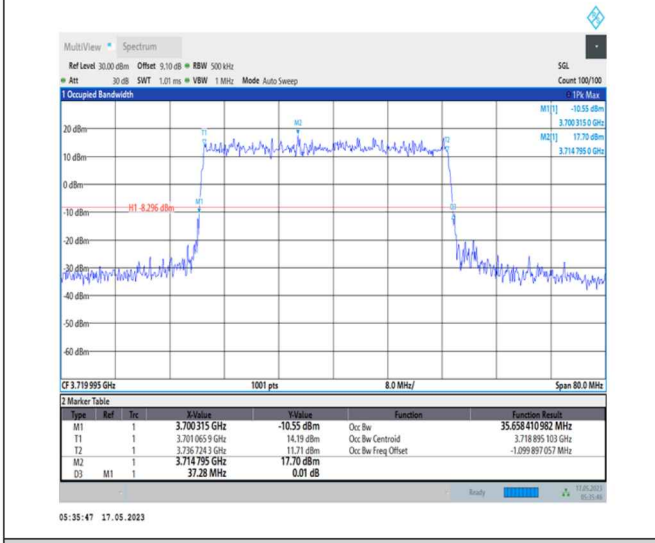 MultiView Spectrum
Ref Level 30.00 dBm Offset 9.10 dB RBW 500 kHz SGL
Att 30 dB SWT 1.01 ms VBW 1 MHz Mode Auto Sweep Count 100/100
1 Occupied Bandwidth 1Pk Max
M1[1] -10.55 dBm
3.700 315 0 GHz
M2[1] 17.70 dBm
3.714 795 0 GHz
20 dBm
T1
M2
T2
10 dBm
0 dBm
M1
D3
H1 -8.296 dBm
-10 dBm
-20 dBm
-30 dBm
-40 dBm
-50 dBm
-60 dBm
CF 3.719 995 GHz 1001 pts 8.0 MHz/ Span 80.0 MHz
2 Marker Table
Type Ref Trc X-Value Y-Value Function Function Result
M1 1 3.700 315 GHz -10.55 dBm Occ Bw 35.658 410 982 MHz
T1 1 3.701 065 9 GHz 14.19 dBm Occ Bw Centroid 3.718 895 103 GHz
T2 1 3.736 724 3 GHz 11.71 dBm Occ Bw Freq Offset -1.099 897 057 MHz
M2 1 3.714 795 GHz 17.70 dBm
D3 M1 1 37.28 MHz 0.01 dB
Ready 17.05.2023
05:35:48
05:35:47 17.05.2023